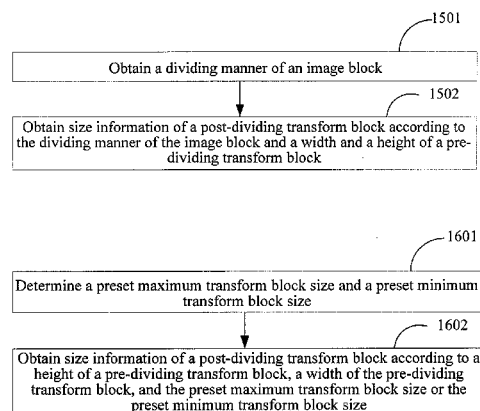 1501
Obtain a dividing manner of an image block
1502
Obtain size information of a post-dividing transform block according to
the dividing manner of the image block and a width and a height of a pre-
dividing transform block
1601
Determine a preset maximum transform block size and a preset minimum
transform block size
1602
Obtain size information of a post-dividing transform block according to a
height of a pre-dividing transform block, a width of the pre-dividing
transform block, and the preset maximum transform block size or the
preset minimum transform block size